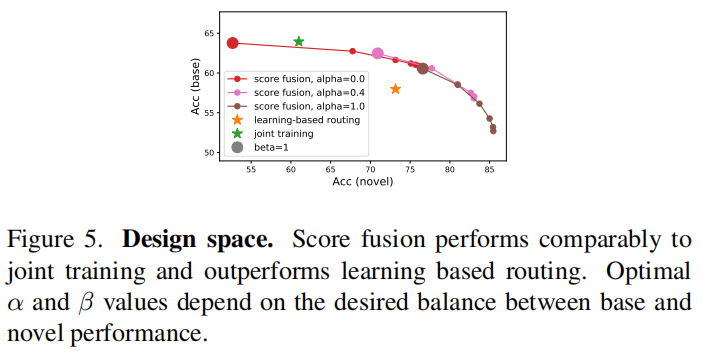 65
60
55
50
Acc (base)
score fusion, alpha=0.0
score fusion, alpha=0.4
score fusion, alpha=1.0
learning-based routing
joint training
beta=1
55 60 65 70 75 80 85
Acc (novel)
Figure 5. Design space. Score fusion performs comparably to
joint training and outperforms learning based routing. Optimal
α and β values depend on the desired balance between base and
novel performance.